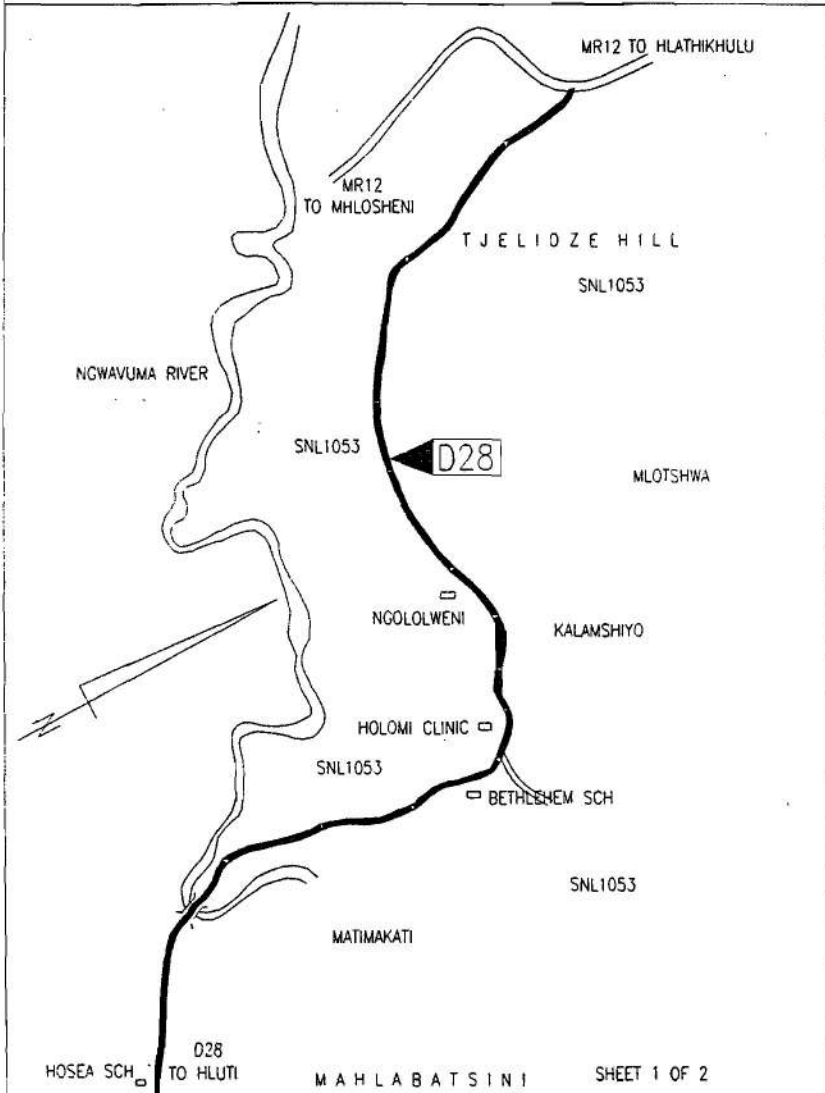 MR12 TO HLATHIKHULU
MR12
TO MHLOSHENI
TJELIOZE HILL
SNL1053
NGWAVUMA RIVER
SNL1053
D28
MLOTSHWA
NGOLOLWENI
KALAMSHIYO
N
HOLOMI CLINIC
SNL1053
BETHLEHEM SCH
SNL1053
MATIMAKATI
D28
HOSEA SCH TO HLUTI
MAHLABATSINI
SHEET 1 OF 2